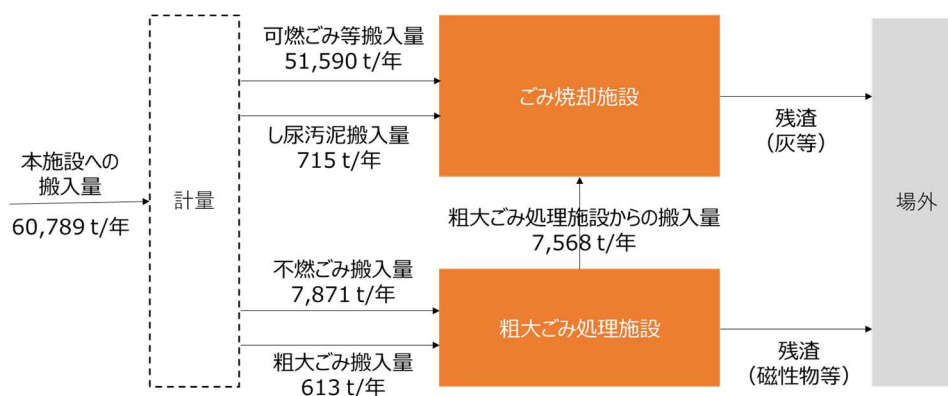 本施設への
搬入量
60,789 t/年
計量
可燃ごみ等搬入量
51,590 t/年
し尿汚泥搬入量
715 t/年
不燃ごみ搬入量
7,871 t/年
粗大ごみ搬入量
613 t/年
ごみ焼却施設
粗大ごみ処理施設からの搬入量
7,568 t/年
粗大ごみ処理施設
残渣
（灰等）
残渣
（磁性物等）
場外